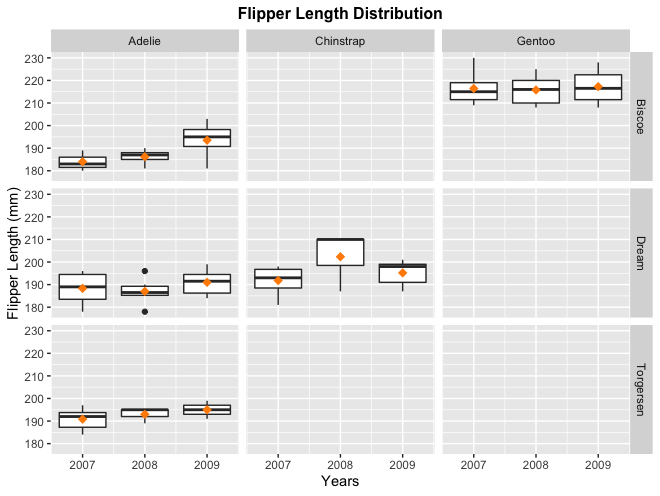 Flipper Length Distribution
Adelie Chinstrap Gentoo
230
220
210
200
190
180
Biscoe
Flipper Length (mm)
230
220
210
200
190
180
Dream
230
220
210
200
190
180
Torgersen
2007 2008 2009 2007 2008 2009 2007 2008 2009
Years